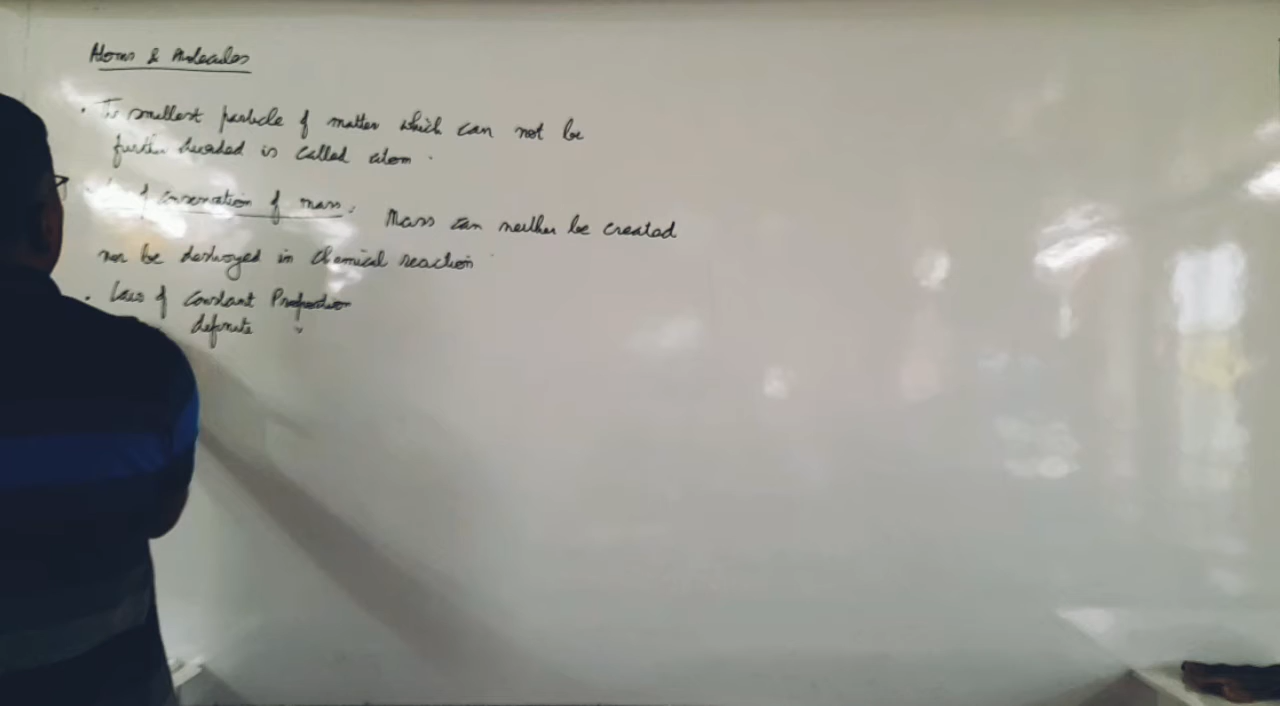 Atoms & Molecules
• The smallest particle of matter which can not be
further divided is called atom.
of conservation of mass: Mass can neither be created
nor be destroyed in chemical reaction
• Law of Constant Proportion
definite "